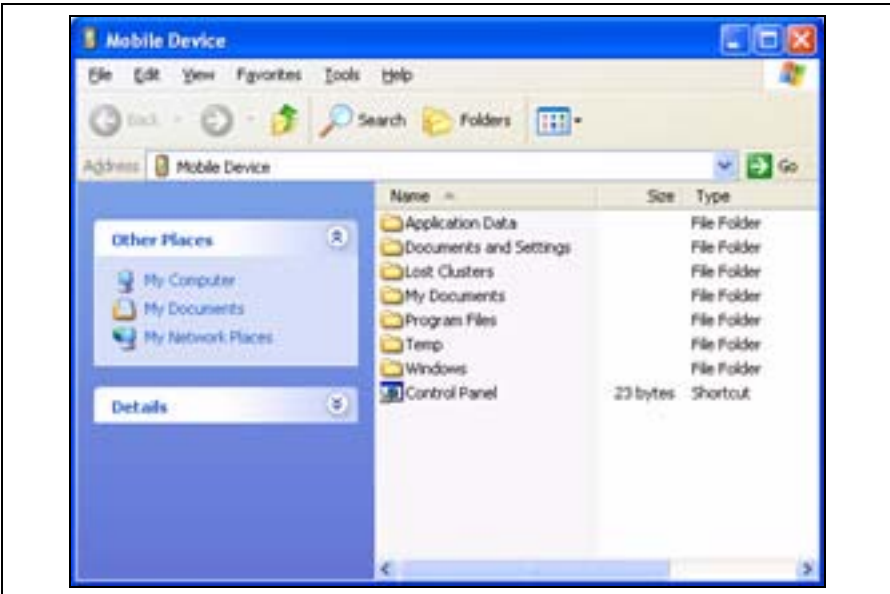 Mobile Device
File Edit View Favorites Tools Help
Back Search Folders
Address Mobile Device Go
Name Size Type
Other Places
My Computer
My Documents
My Network Places
Details
Application Data File Folder
Documents and Settings File Folder
Lost Clusters File Folder
My Documents File Folder
Program Files File Folder
Temp File Folder
Windows File Folder
Control Panel 23 bytes Shortcut